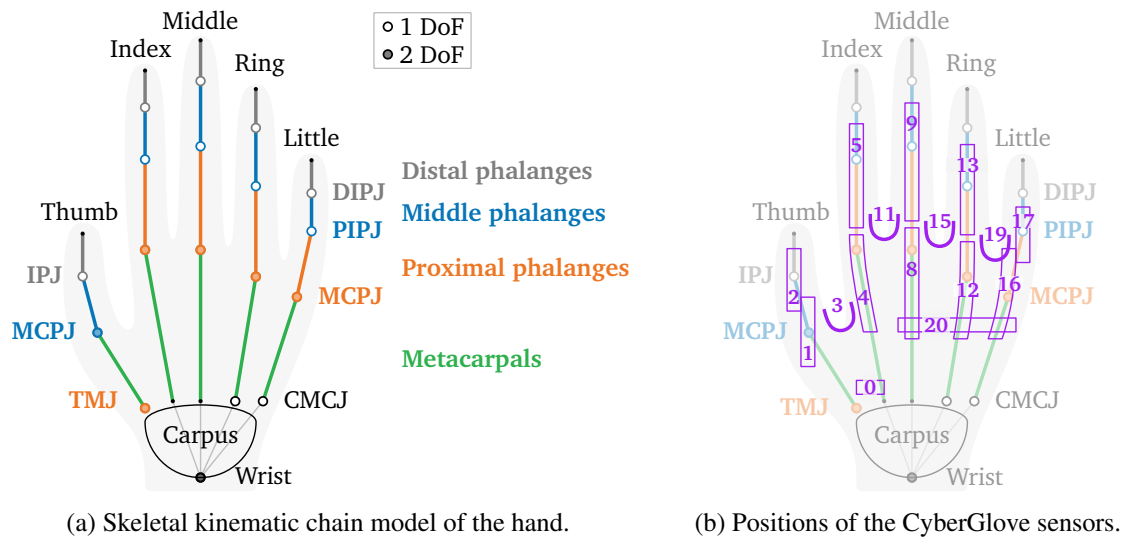 Middle
Index
Ring
Little
Thumb
1 DoF
2 DoF
Distal phalanges
Middle phalanges
Proximal phalanges
Metacarpals
DIPJ
PIPJ
IPJ
MCPJ
MCPJ
TMJ
CMCJ
Carpus
Wrist
(a) Skeletal kinematic chain model of the hand.
Middle
Index
Ring
Little
Thumb
9
5
13
DIPJ
11
15
17
PIPJ
19
IPJ
8
2
4
12
16
MCPJ
3
MCPJ
20
1
0
TMJ
CMCJ
Carpus
Wrist
(b) Positions of the CyberGlove sensors.